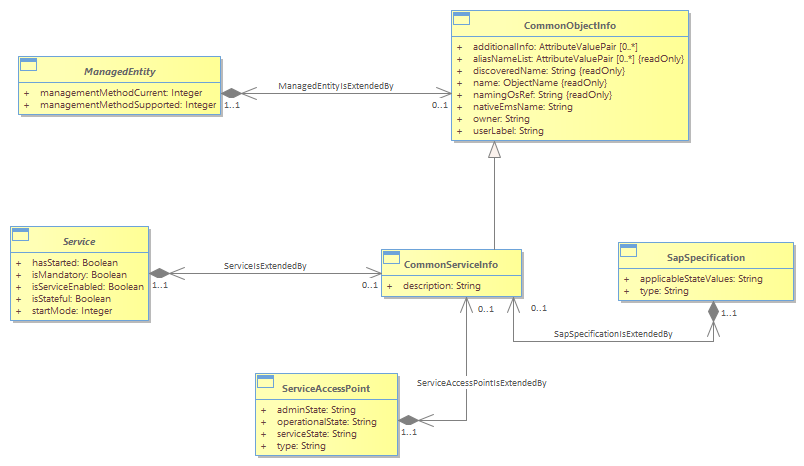 CommonObjectInfo
+ additionalInfo: AttributeValuePair [0..*]
+ aliasNameList: AttributeValuePair [0..*] {readOnly}
+ discoveredName: String {readOnly}
+ name: ObjectName {readOnly}
+ namingOsRef: String {readOnly}
+ nativeEmsName: String
+ owner: String
+ userLabel: String
ManagedEntity
+ managementMethodCurrent: Integer
+ managementMethodSupported: Integer
ManagedEntityIsExtendedBy
1..1
0..1
Service
+ hasStarted: Boolean
+ isMandatory: Boolean
+ isServiceEnabled: Boolean
+ isStateful: Boolean
+ startMode: Integer
ServiceIsExtendedBy
1..1
0..1
CommonServiceInfo
+ description: String
SapSpecification
+ applicableStateValues: String
+ type: String
0..1
0..1
1..1
SapSpecificationIsExtendedBy
ServiceAccessPointIsExtendedBy
ServiceAccessPoint
+ adminState: String
+ operationalState: String
+ serviceState: String
+ type: String
1..1